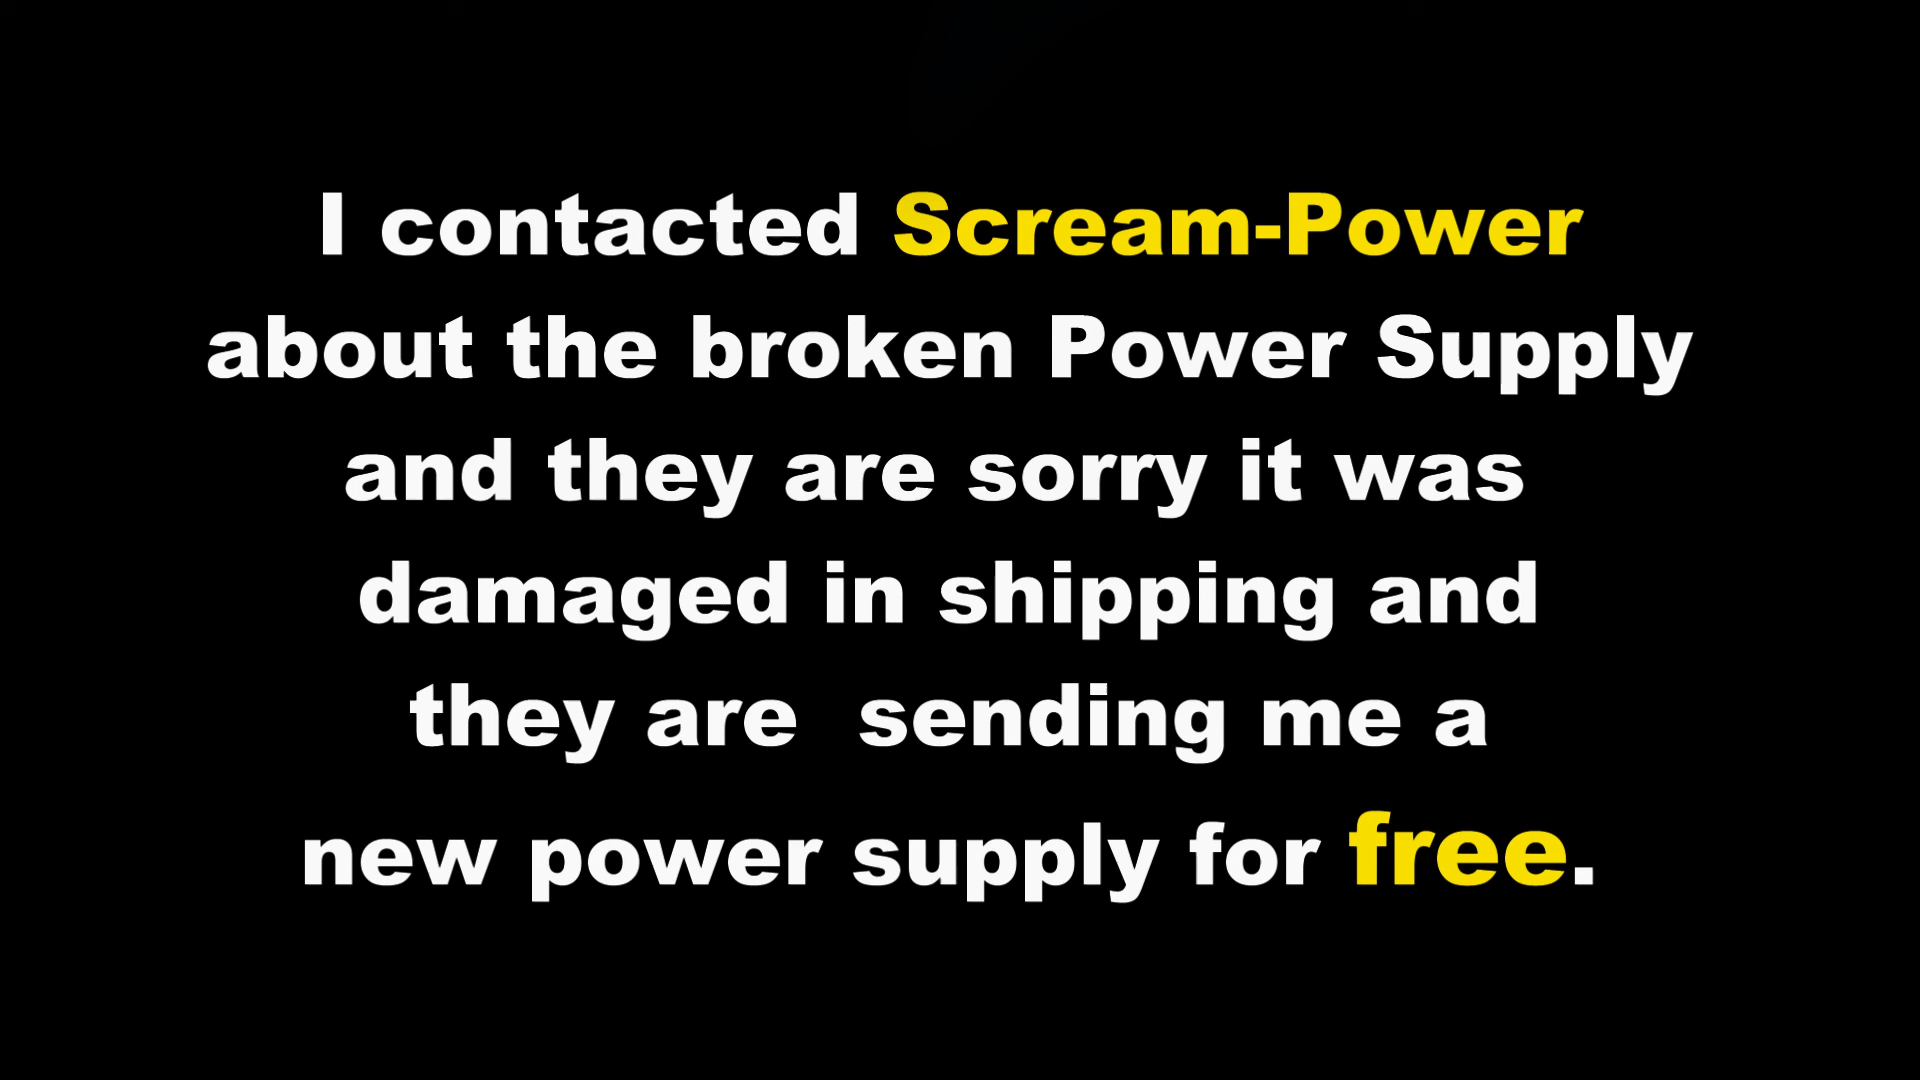 I contacted Scream-Power
about the broken Power Supply
and they are sorry it was
damaged in shipping and
they are  sending me a
new power supply for free.